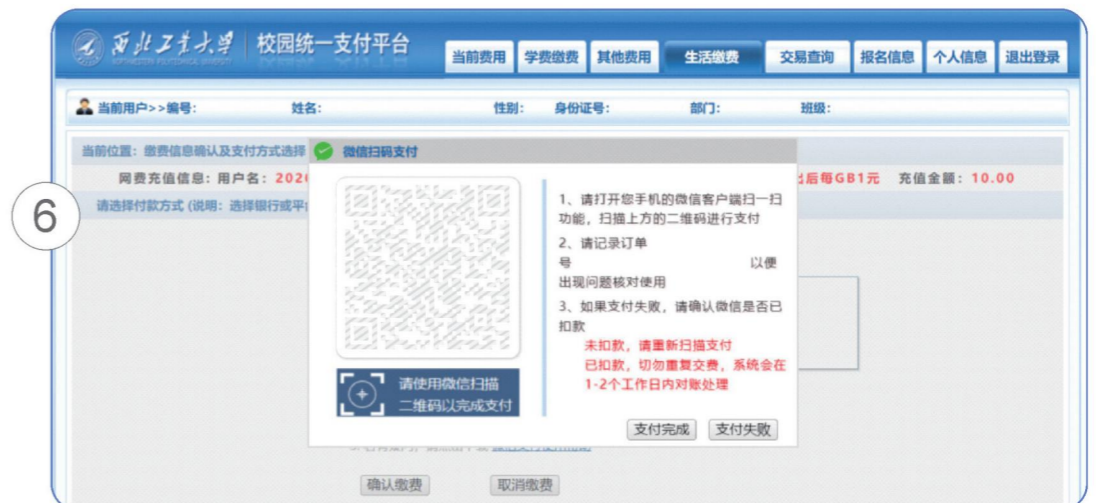 西北工业大学 校园统一支付平台
NORTHWESTERN POLYTECHNICAL UNIVERSITY
当前费用 学费缴费 其他费用 生活缴费 交易查询 报名信息 个人信息 退出登录
当前用户>>编号： 姓名： 性别： 身份证号： 部门： 班级：
当前位置：缴费信息确认及支付方式选择
微信扫码支付
网费充值信息：用户名：202
出后每GB1元 充值金额：10.00
6
请选择付款方式(说明：选择银行或平
1、请打开您手机的微信客户端扫一扫
功能，扫描上方的二维码进行支付
2、请记录订单
号 以便
出现问题核对使用
3、如果支付失败，请确认微信是否已
扣款
未扣款，请重新扫描支付
已扣款，切勿重复交费，系统会在
1-2个工作日内对账处理
请使用微信扫描
二维码以完成支付
支付完成 支付失败
确认缴费 取消缴费